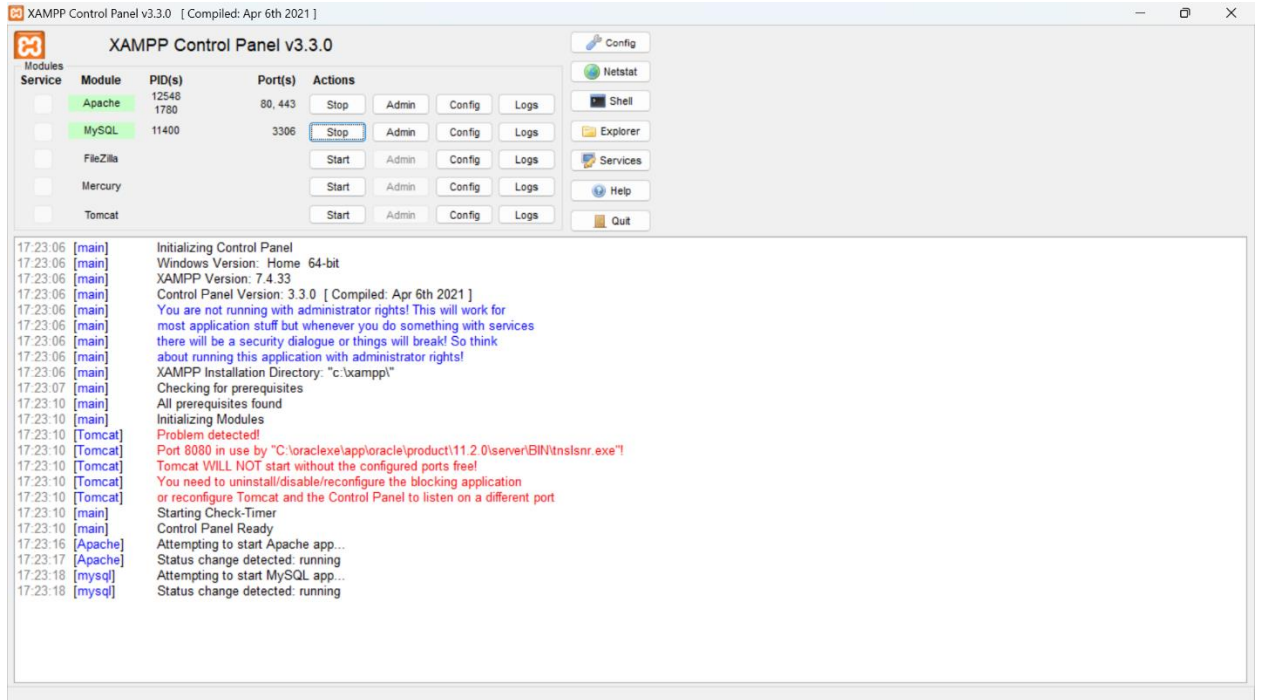 XAMPP Control Panel v3.3.0 [ Compiled: Apr 6th 2021 ]
XAMPP Control Panel v3.3.0
Config
Modules
Service Module PID(s) Port(s) Actions
Netstat
Apache 12548 1780 80, 443 Stop Admin Config Logs
Shell
MySQL 11400 3306 Stop Admin Config Logs
Explorer
FileZilla Start Admin Config Logs
Services
Mercury Start Admin Config Logs
Help
Tomcat Start Admin Config Logs
Quit
17:23:06 [main] Initializing Control Panel
17:23:06 [main] Windows Version: Home 64-bit
17:23:06 [main] XAMPP Version: 7.4.33
17:23:06 [main] Control Panel Version: 3.3.0 [ Compiled: Apr 6th 2021 ]
17:23:06 [main] You are not running with administrator rights! This will work for
17:23:06 [main] most application stuff but whenever you do something with services
17:23:06 [main] there will be a security dialogue or things will break! So think
17:23:06 [main] about running this application with administrator rights!
17:23:06 [main] XAMPP Installation Directory: "c:\xampp\"
17:23:07 [main] Checking for prerequisites
17:23:10 [main] All prerequisites found
17:23:10 [main] Initializing Modules
17:23:10 [Tomcat] Problem detected!
17:23:10 [Tomcat] Port 8080 in use by "C:\oraclexe\app\oracle\product\11.2.0\server\BIN\tnslsnr.exe"!
17:23:10 [Tomcat] Tomcat WILL NOT start without the configured ports free!
17:23:10 [Tomcat] You need to uninstall/disable/reconfigure the blocking application
17:23:10 [Tomcat] or reconfigure Tomcat and the Control Panel to listen on a different port
17:23:10 [main] Starting Check-Timer
17:23:10 [main] Control Panel Ready
17:23:16 [Apache] Attempting to start Apache app...
17:23:17 [Apache] Status change detected: running
17:23:18 [mysql] Attempting to start MySQL app...
17:23:18 [mysql] Status change detected: running